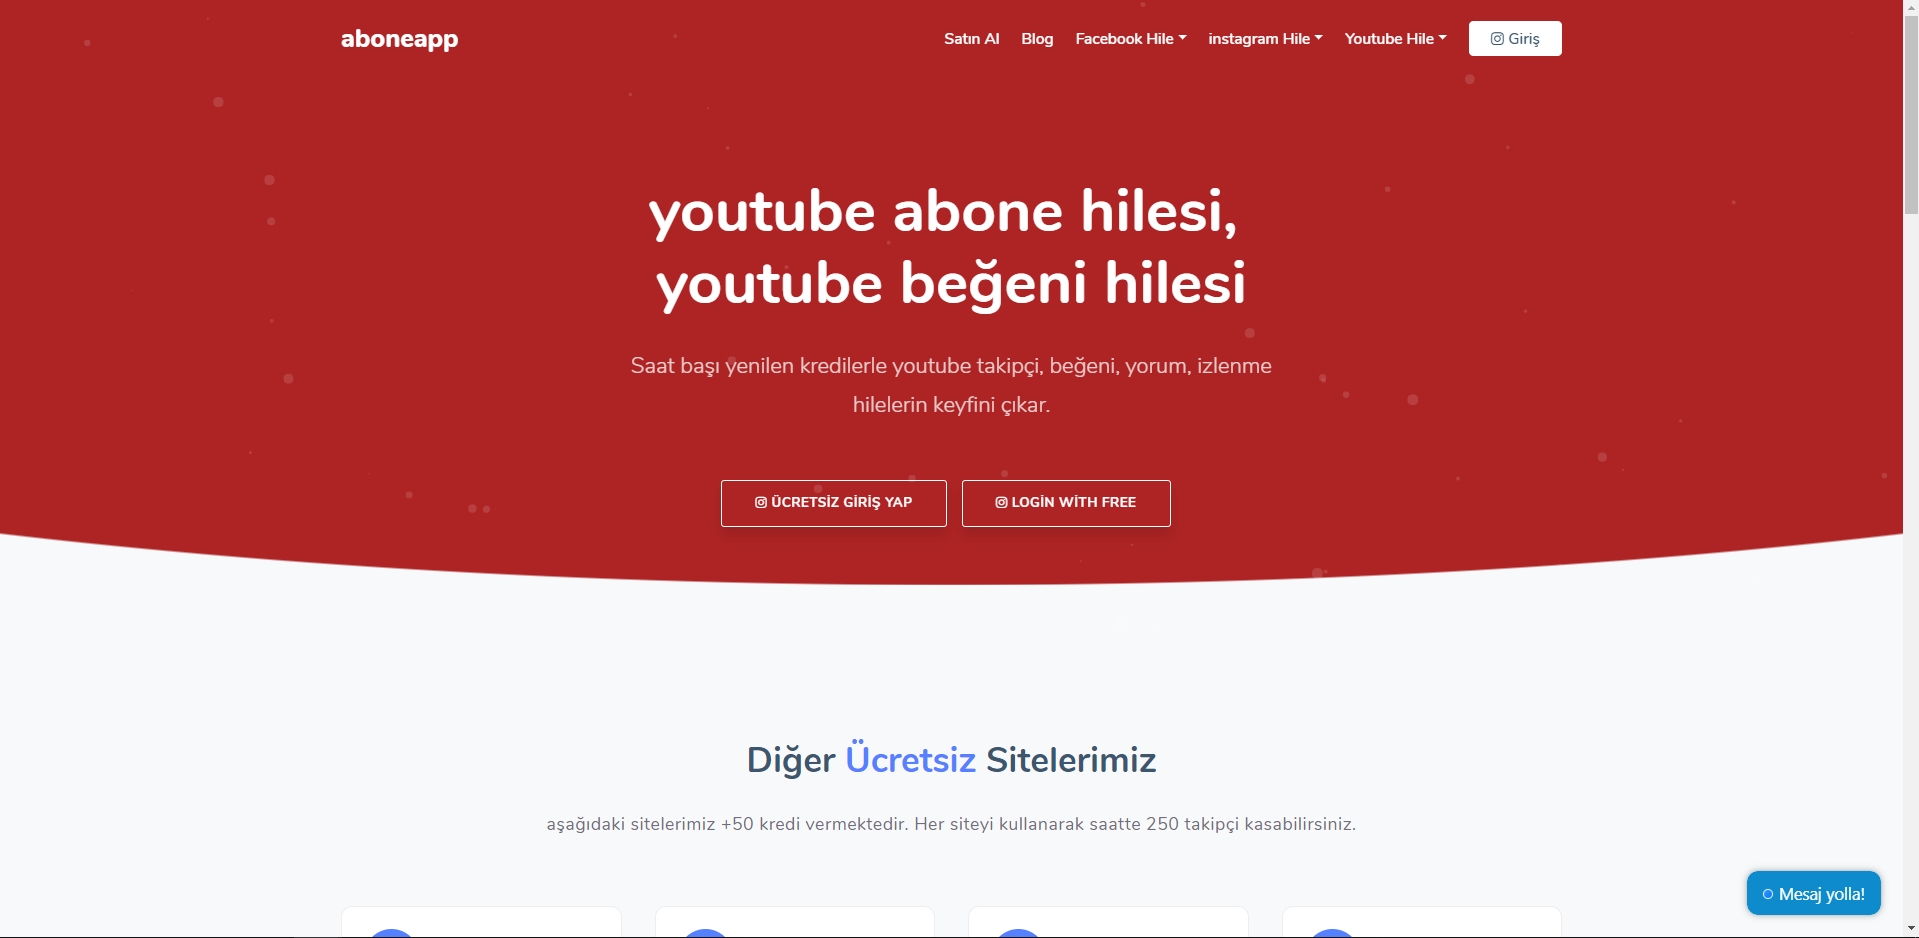 aboneapp
Satın Al Blog Facebook Hile instagram Hile Youtube Hile Giriş
youtube abone hilesi,
youtube beğeni hilesi
Saat başı yenilen kredilerle youtube takipçi, beğeni, yorum, izlenme
hilelerin keyfini çıkar.
ÜCRETSİZ GİRİŞ YAP LOGİN WİTH FREE
Diğer Ücretsiz Sitelerimiz
aşağıdaki sitelerimiz +50 kredi vermektedir. Her siteyi kullanarak saatte 250 takipçi kasabilirsiniz.
Mesaj yolla!